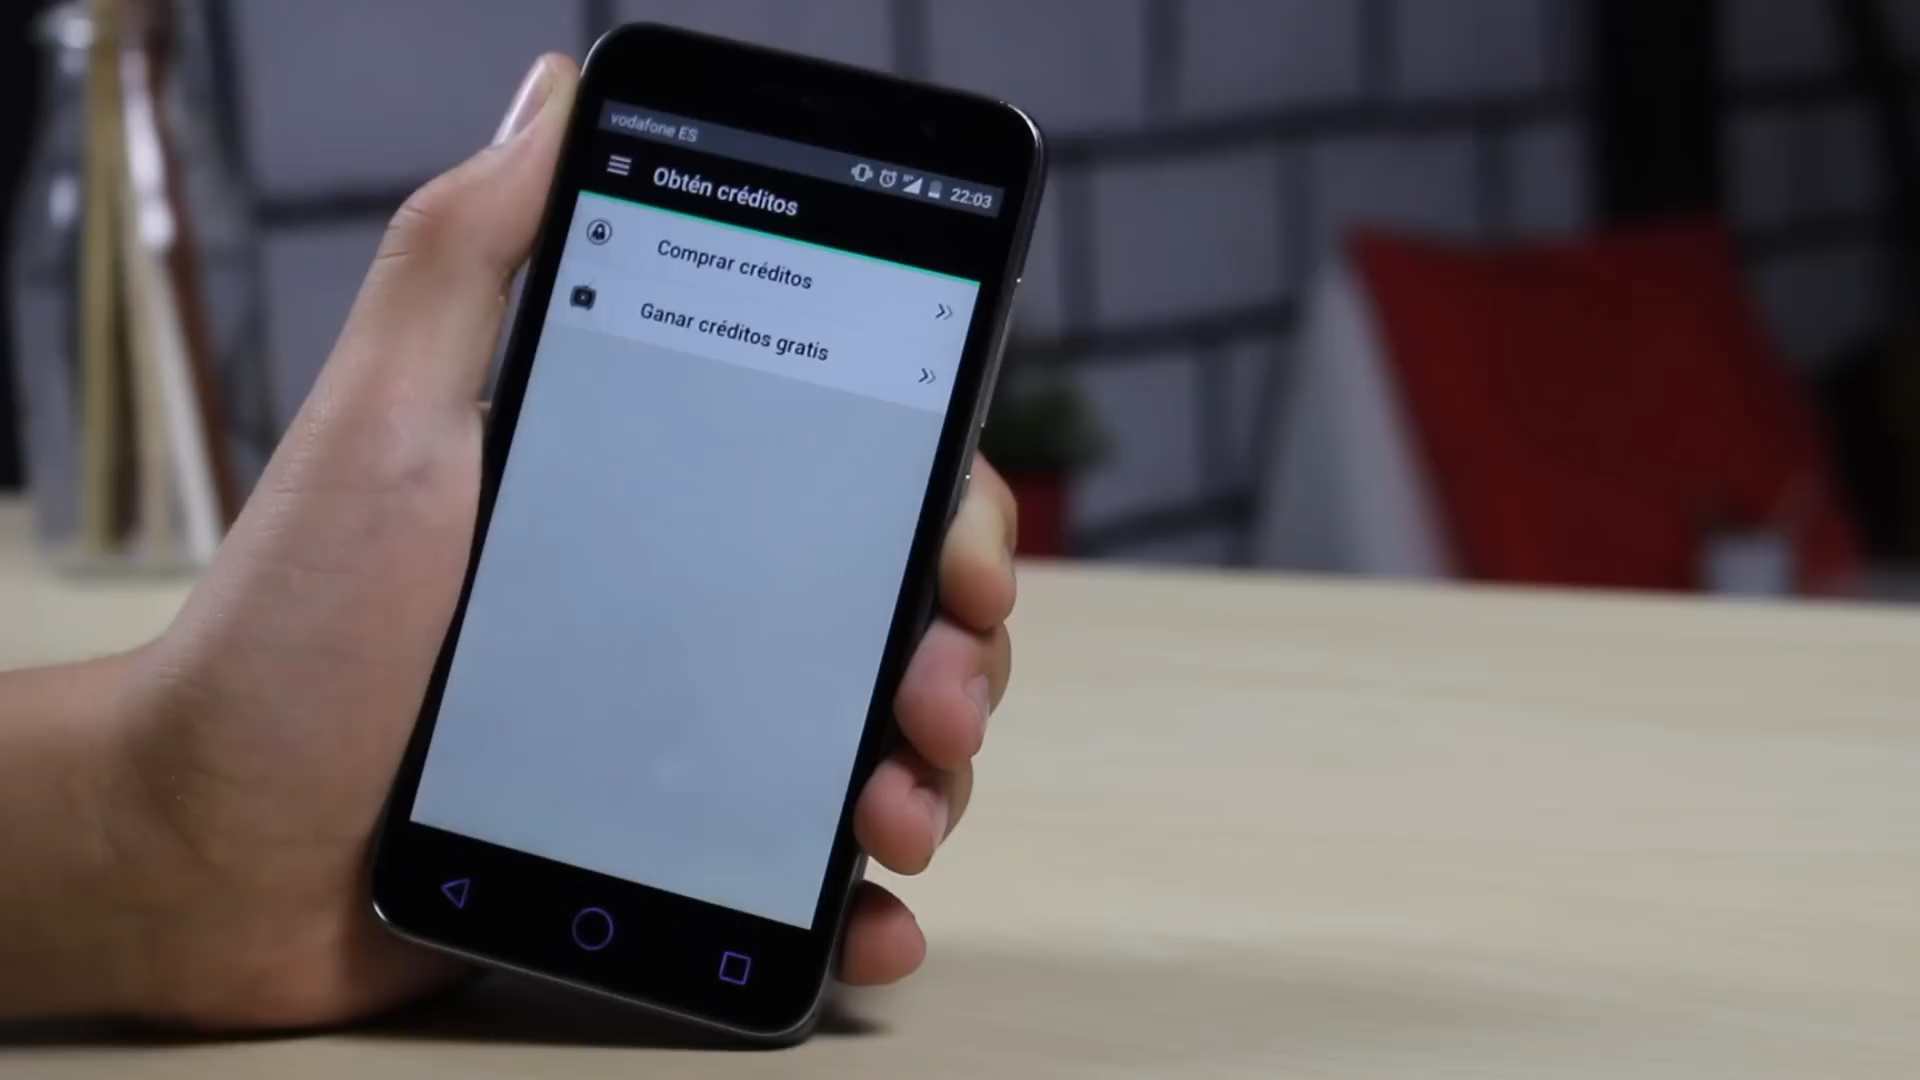 vodafone ES
22:03
Obtén créditos
Comprar créditos
Ganar créditos gratis